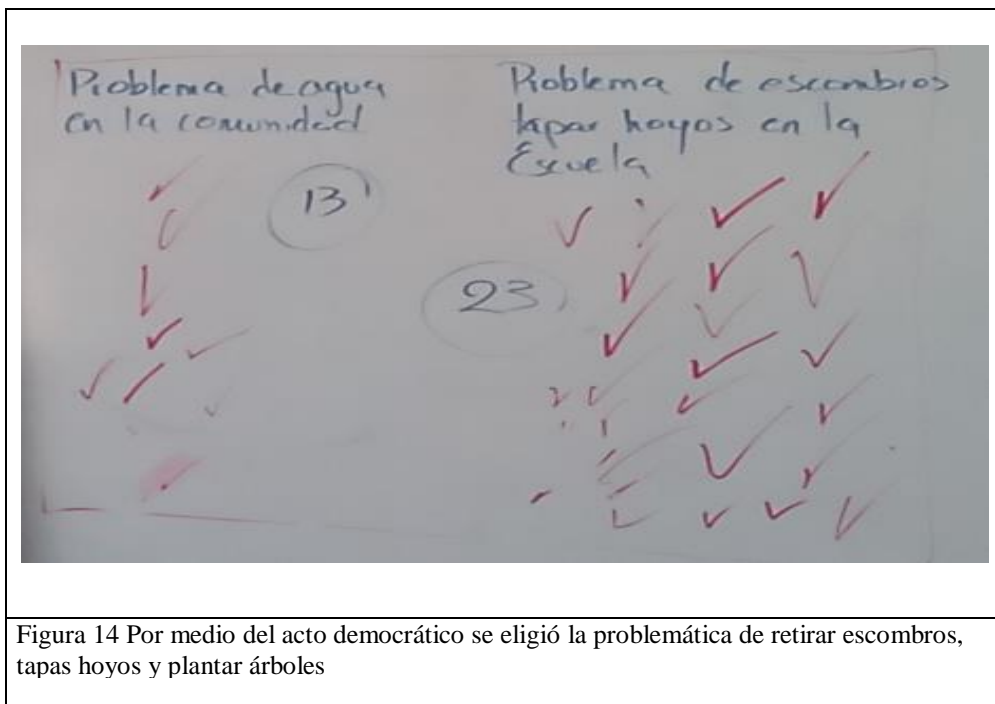 Problema de agua
en la comunidad
13
Problema de escombros
tapar hoyos en la
Escuela
23
Figura 14 Por medio del acto democrático se eligió la problemática de retirar escombros,
tapas hoyos y plantar árboles